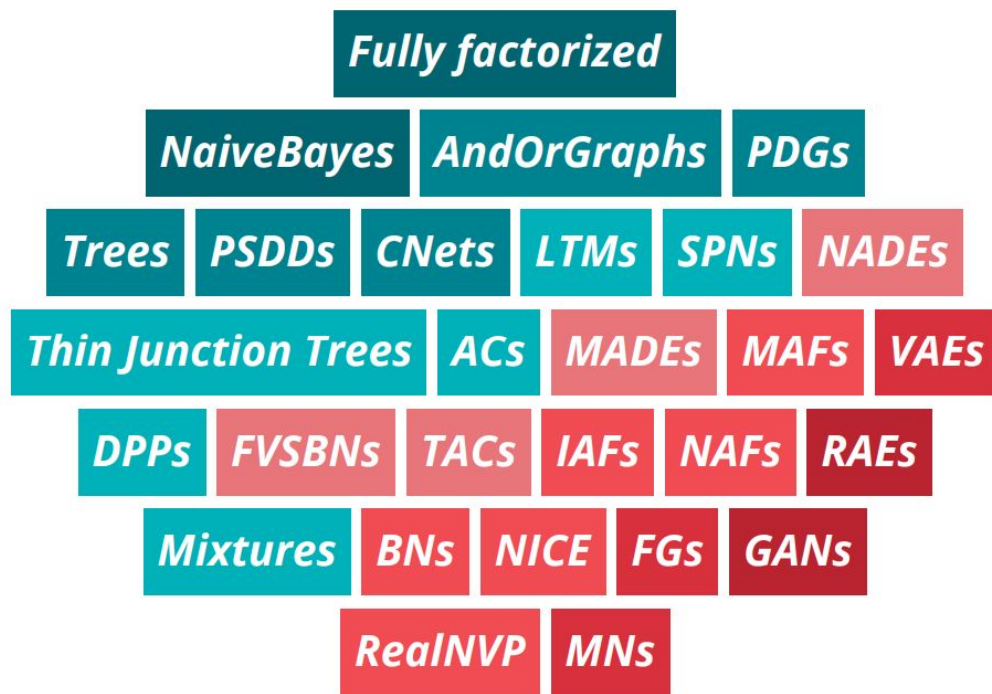 Fully factorized
NaiveBayes AndOrGraphs PDGs
Trees PSDDs CNets LTMs SPNs NADEs
Thin Junction Trees ACs MADEs MAFs VAEs
DPPs FVSBNs TACs IAFs NAFs RAEs
Mixtures BNs NICE FGs GANs
RealNVP MNs